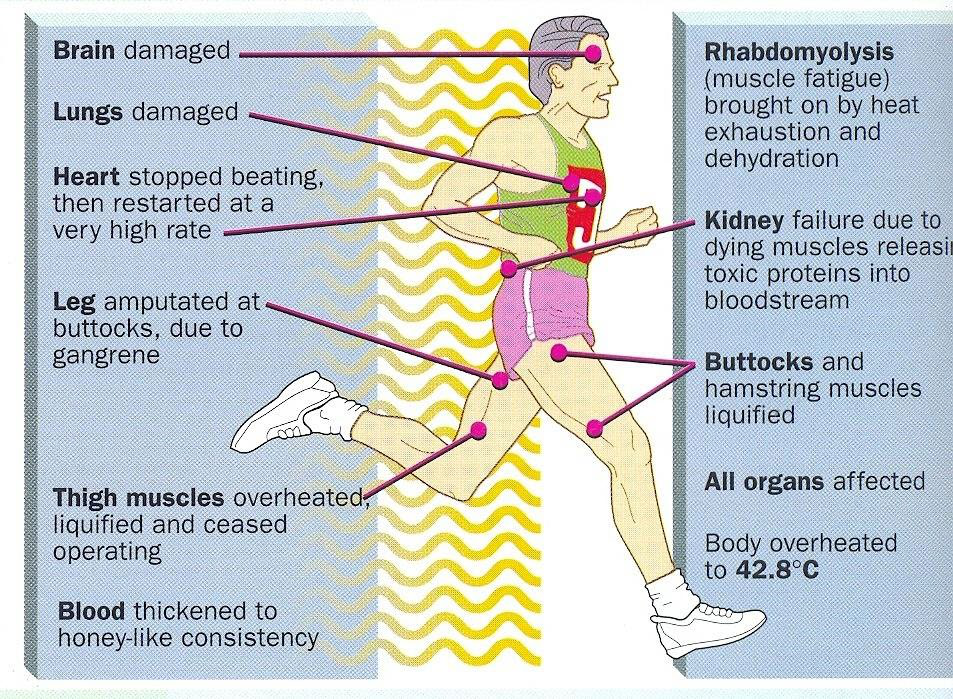 Brain damaged
Lungs damaged
Heart stopped beating,
then restarted at a
very high rate
Leg amputated at
buttocks, due to
gangrene
Thigh muscles overheated,
liquified and ceased
operating
Blood thickened to
honey-like consistency
Rhabdomyolysis
(muscle fatigue)
brought on by heat
exhaustion and
dehydration
Kidney failure due to
dying muscles releasi
toxic proteins into
bloodstream
Buttocks and
hamstring muscles
liquified
All organs affected
Body overheated
to 42.8°C